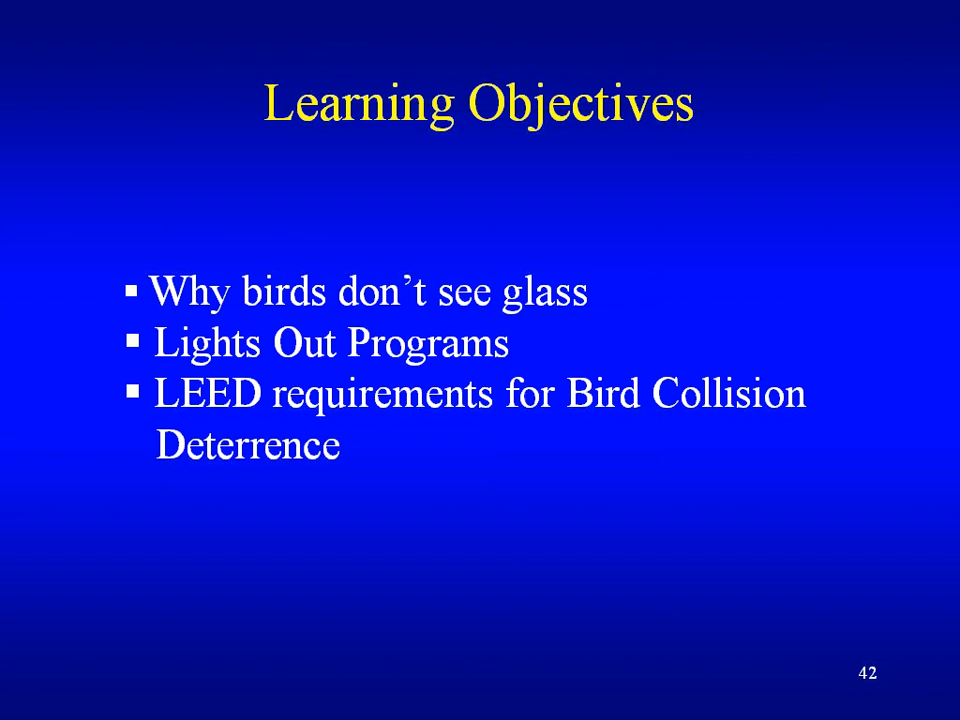 Learning Objectives
▪ Why birds don’t see glass
▪ Lights Out Programs
▪ LEED requirements for Bird Collision
Deterrence
42